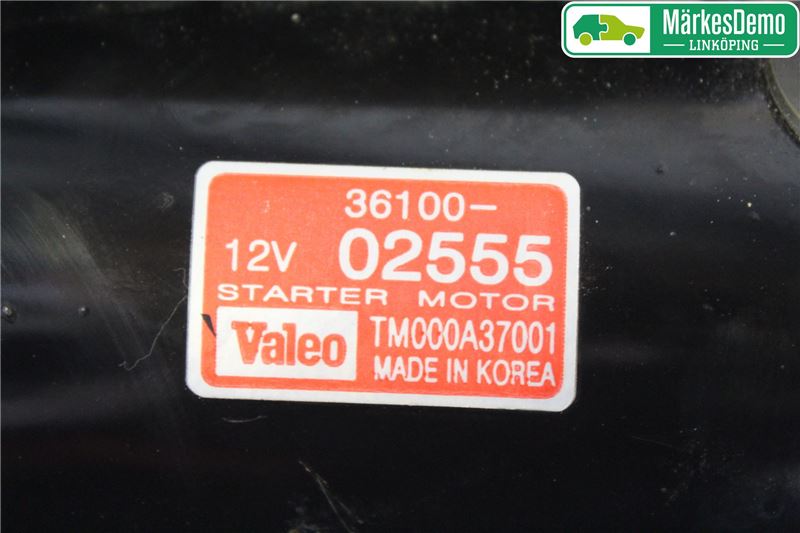 MärkesDemo
LINKÖPING
36100-
12V 02555
STARTER MOTOR
Valeo TM000A37001
MADE IN KOREA